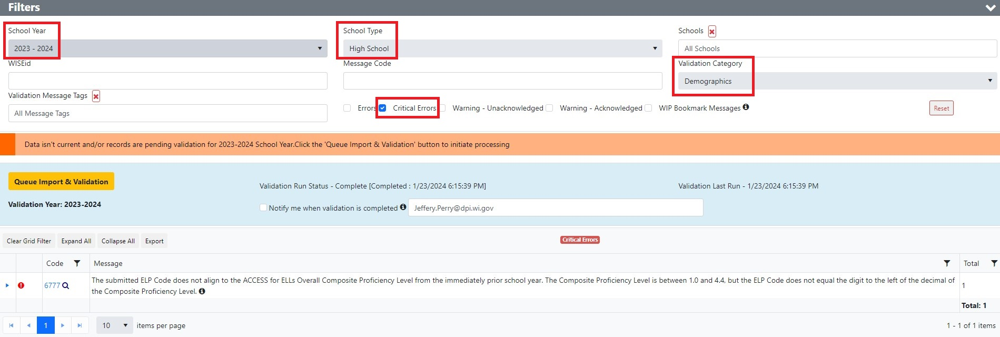 Filters
School Year
School Type
Schools
2023 - 2024
High School
All Schools
WISEid
Message Code
Validation Category
Demographics
Validation Message Tags
All Message Tags
Errors Critical Errors Warning - Unacknowledged Warning - Acknowledged WIP Bookmark Messages
Reset
Data isn't current and/or records are pending validation for 2023-2024 School Year.Click the 'Queue Import & Validation' button to initiate processing
Queue Import & Validation
Validation Run Status - Complete [Completed : 1/23/2024 6:15:39 PM]
Validation Last Run - 1/23/2024 6:15:39 PM
Validation Year: 2023-2024
Notify me when validation is completed
Jeffery.Perry@dpi.wi.gov
Clear Grid Filter
Expand All
Collapse All
Export
Critical Errors
Code
Message
Total
6777
The submitted ELP Code does not align to the ACCESS for ELLs Overall Composite Proficiency Level from the immediately prior school year. The Composite Proficiency Level is between 1.0 and 4.4, but the ELP Code does not equal the digit to the left of the decimal of
the Composite Proficiency Level.
1
Total: 1
1
10
items per page
1 - 1 of 1 items